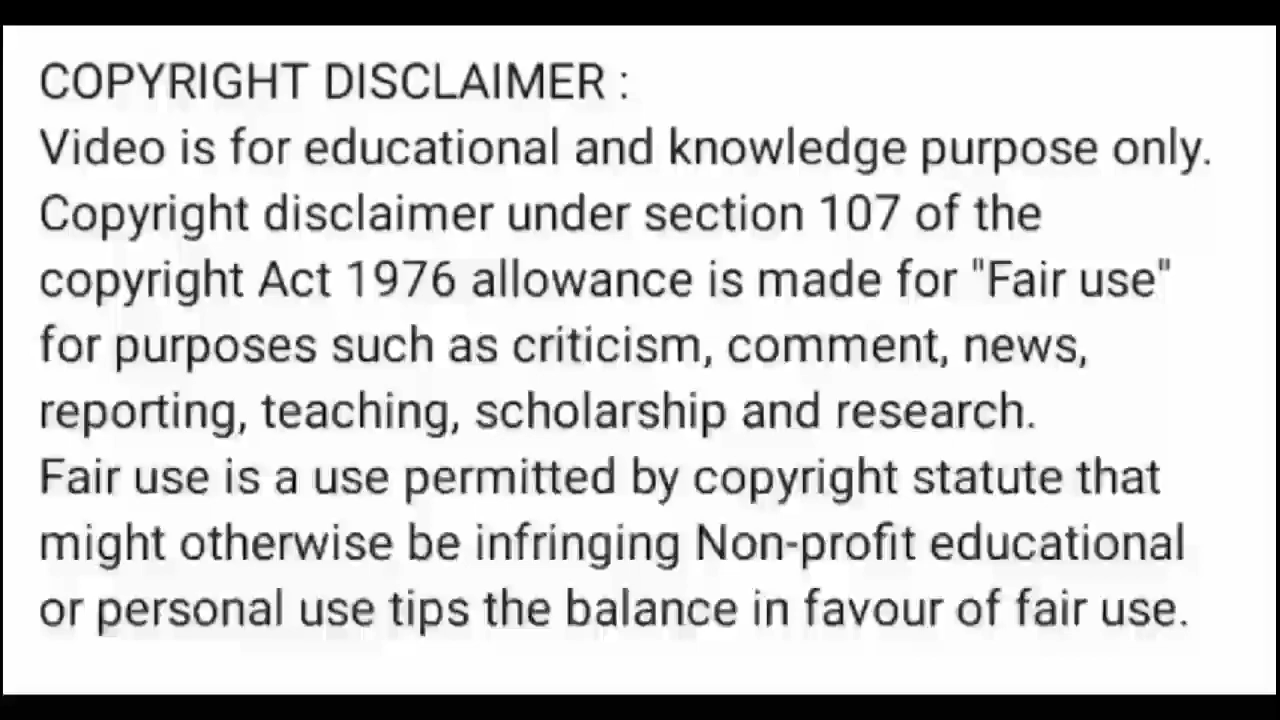 COPYRIGHT DISCLAIMER :
Video is for educational and knowledge purpose only.
Copyright disclaimer under section 107 of the
copyright Act 1976 allowance is made for "Fair use"
for purposes such as criticism, comment, news,
reporting, teaching, scholarship and research.
Fair use is a use permitted by copyright statute that
might otherwise be infringing Non-profit educational
or personal use tips the balance in favour of fair use.